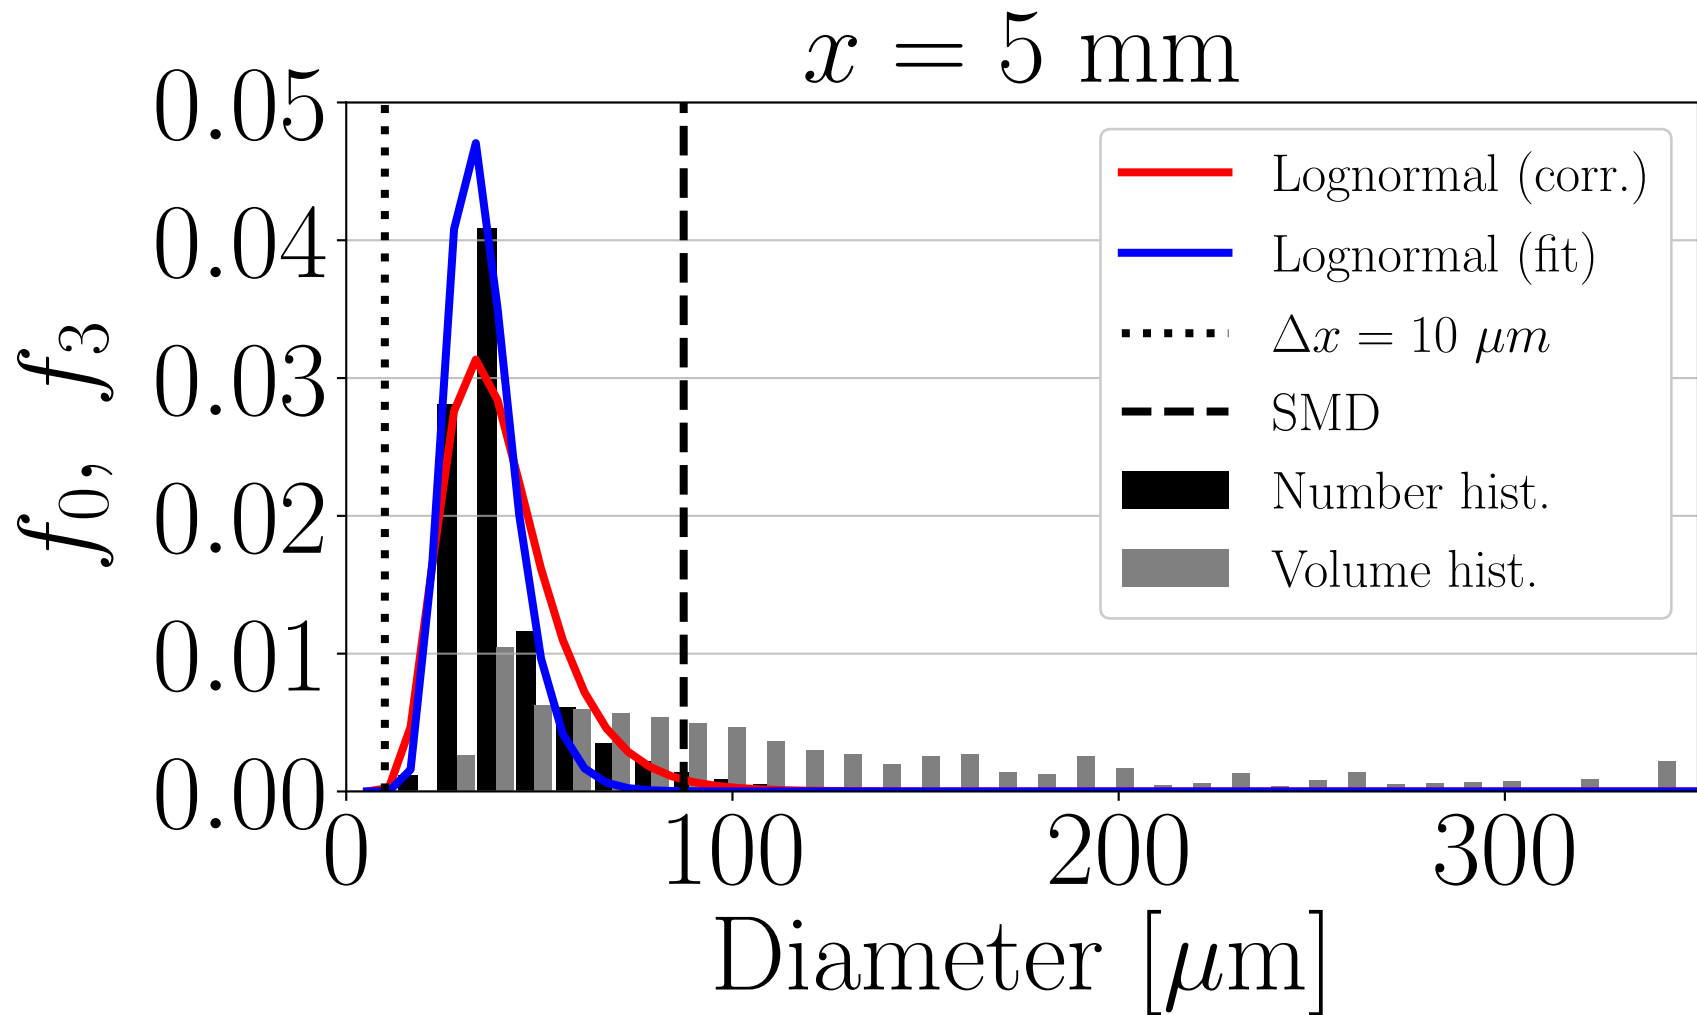 x = 5 mm
0.05
0.04
0.03
0.02
0.01
0.00
f₀, f₃
Lognormal (corr.)
Lognormal (fit)
Δx = 10 μm
SMD
Number hist.
Volume hist.
0 100 200 300
Diameter [μm]